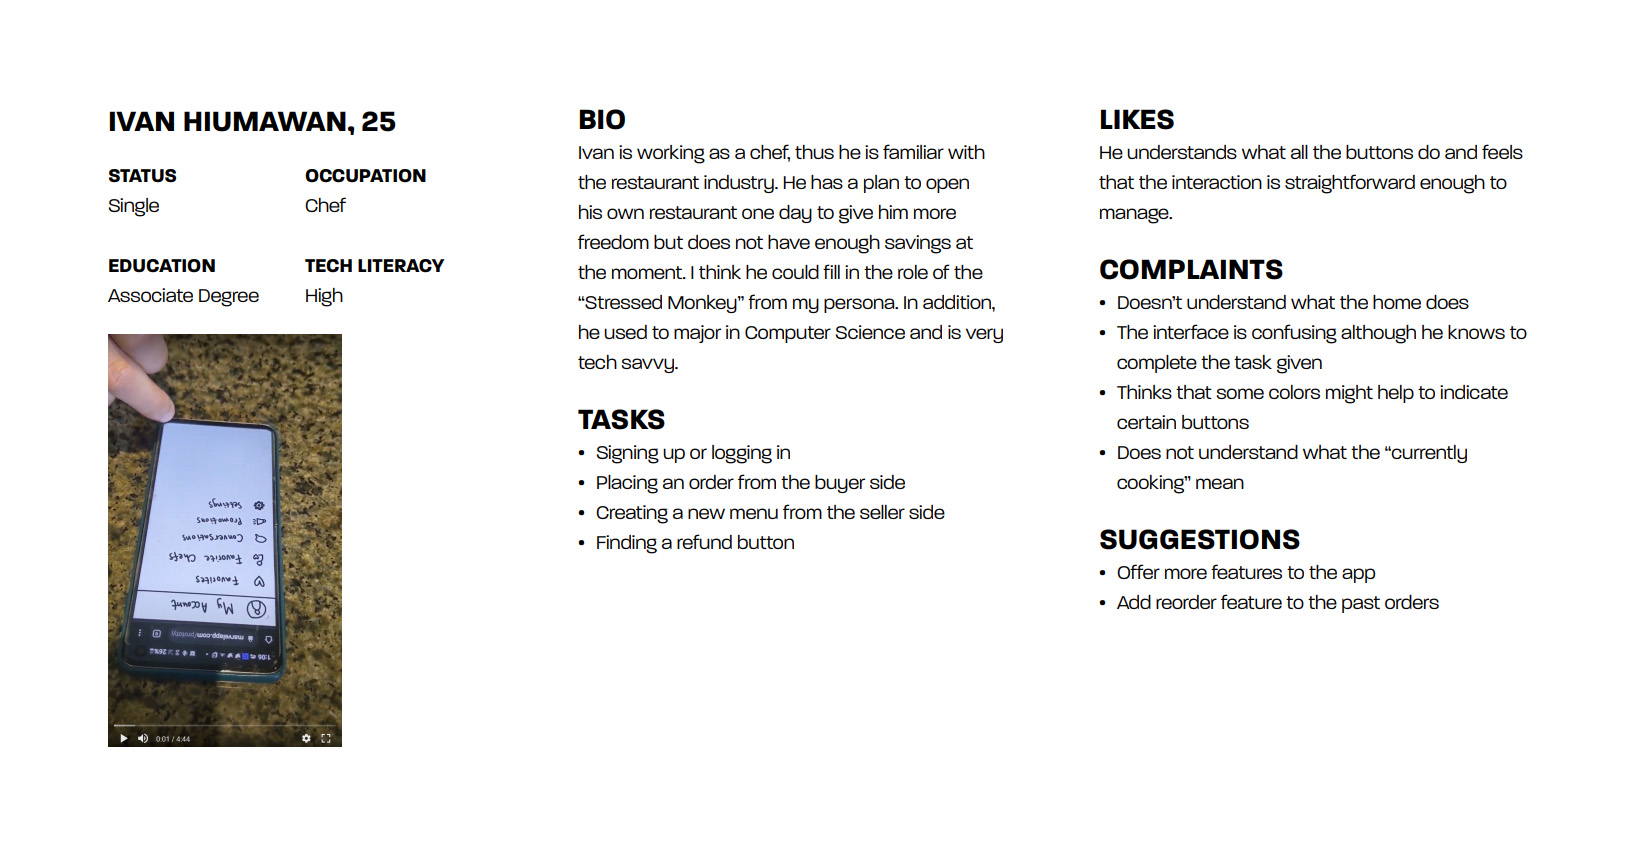 IVAN HIUMAWAN, 25
STATUS
Single
OCCUPATION
Chef
EDUCATION
Associate Degree
TECH LITERACY
High
Settings
Promotions
Conversations
Favorite Chefs
Favorites
My Account
marvelapp.com/prototy
1:06
26%
0:01 / 4:44
BIO
Ivan is working as a chef, thus he is familiar with
the restaurant industry. He has a plan to open
his own restaurant one day to give him more
freedom but does not have enough savings at
the moment. I think he could fill in the role of the
“Stressed Monkey” from my persona. In addition,
he used to major in Computer Science and is very
tech savvy.
TASKS
• Signing up or logging in
• Placing an order from the buyer side
• Creating a new menu from the seller side
• Finding a refund button
LIKES
He understands what all the buttons do and feels
that the interaction is straightforward enough to
manage.
COMPLAINTS
• Doesn’t understand what the home does
• The interface is confusing although he knows to
complete the task given
• Thinks that some colors might help to indicate
certain buttons
• Does not understand what the “currently
cooking” mean
SUGGESTIONS
• Offer more features to the app
• Add reorder feature to the past orders